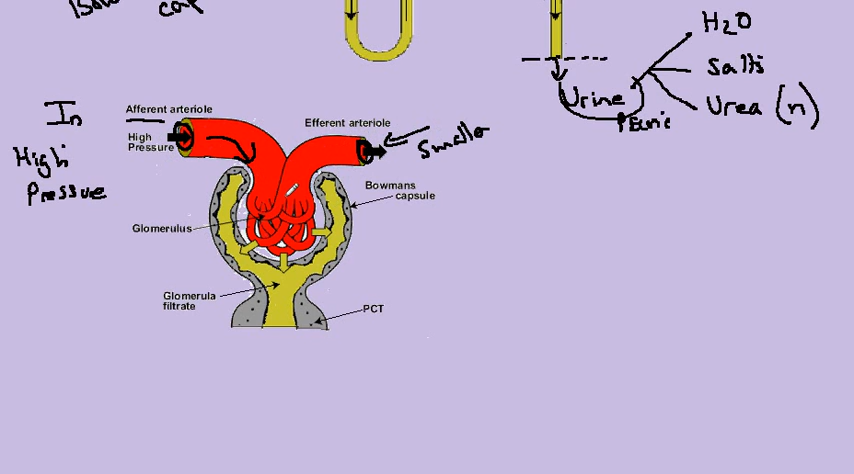 cap
H2O
Salts
Urine
Urea (n)
In
Afferent arteriole
High
Pressure
Efferent arteriole
Smaller
High
Pressure
Bowmans
capsule
Glomerulus
Glomerula
filtrate
PCT